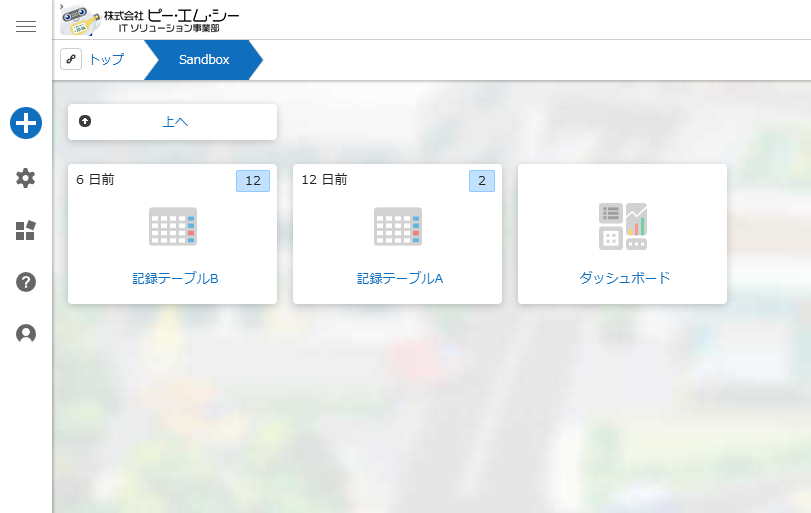 株式会社 ピー・エム・シー
ITソリューション事業部
トップ
Sandbox
上へ
6 日前
12
記録テーブルB
12 日前
2
記録テーブルA
ダッシュボード